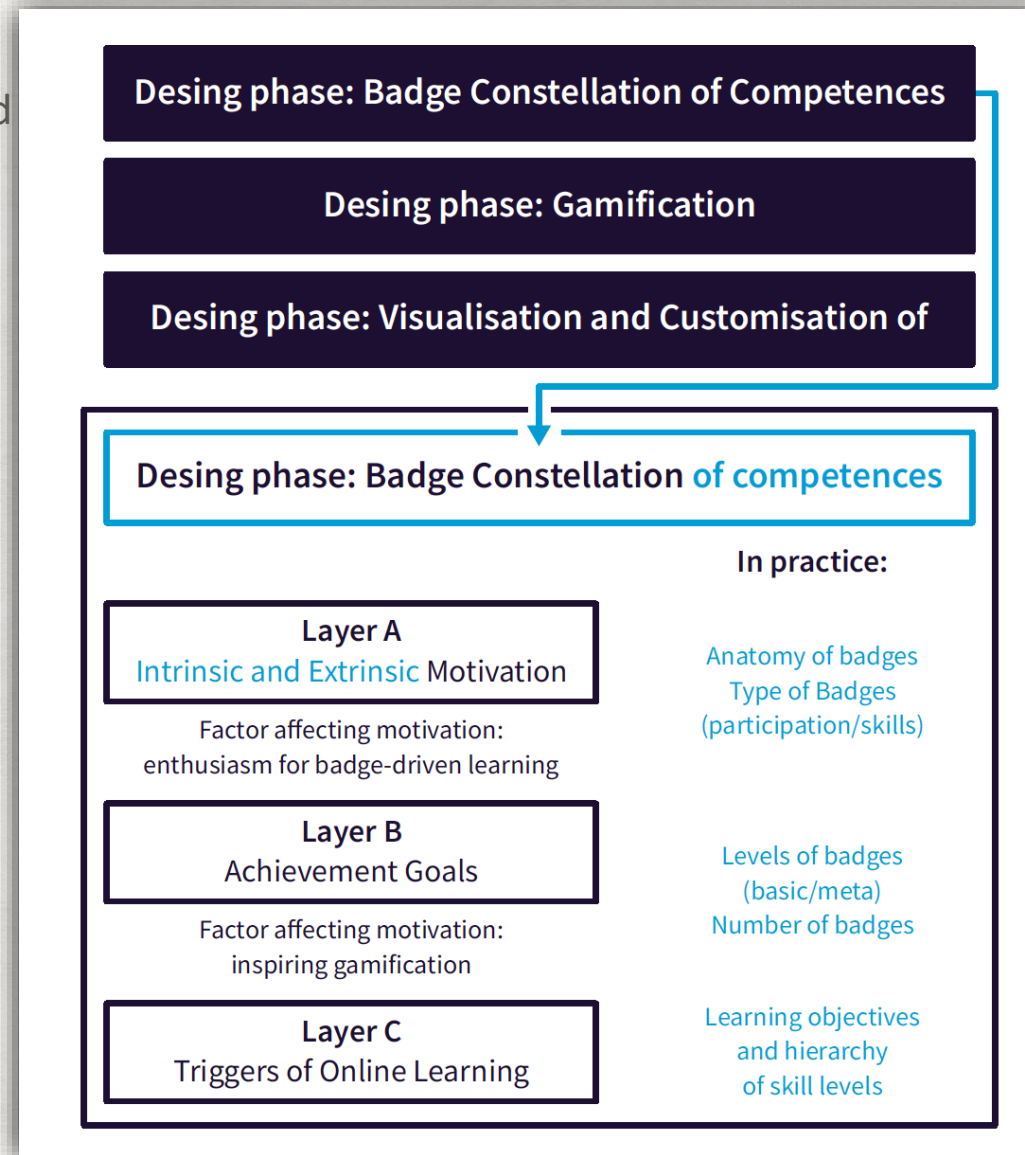 Desing phase: Badge Constellation of Competences
Desing phase: Gamification
Desing phase: Visualisation and Customisation of
Desing phase: Badge Constellation of competences
In practice:
Layer A
Intrinsic and Extrinsic Motivation
Factor affecting motivation:
enthusiasm for badge-driven learning
Anatomy of badges
Type of Badges
(participation/skills)
Layer B
Achievement Goals
Factor affecting motivation:
inspiring gamification
Levels of badges
(basic/meta)
Number of badges
Layer C
Triggers of Online Learning
Learning objectives
and hierarchy
of skill levels